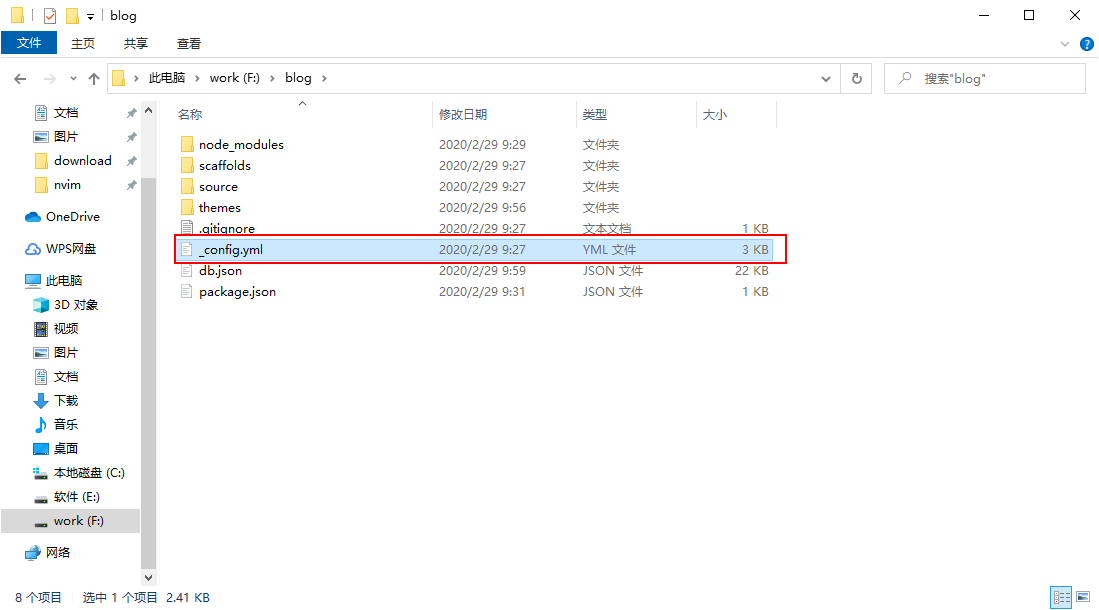 blog
文件 主页 共享 查看
此电脑 work (F:) blog 搜索"blog"
文档
图片
download
nvim
OneDrive
WPS网盘
此电脑
3D 对象
视频
图片
文档
下载
音乐
桌面
本地磁盘 (C:)
软件 (E:)
work (F:)
网络
名称 修改日期 类型 大小
node_modules 2020/2/29 9:29 文件夹
scaffolds 2020/2/29 9:27 文件夹
source 2020/2/29 9:27 文件夹
themes 2020/2/29 9:56 文件夹
.gitignore 2020/2/29 9:27 文本文档 1 KB
_config.yml 2020/2/29 9:27 YML 文件 3 KB
db.json 2020/2/29 9:59 JSON 文件 22 KB
package.json 2020/2/29 9:31 JSON 文件 1 KB
8 个项目 选中 1 个项目 2.41 KB